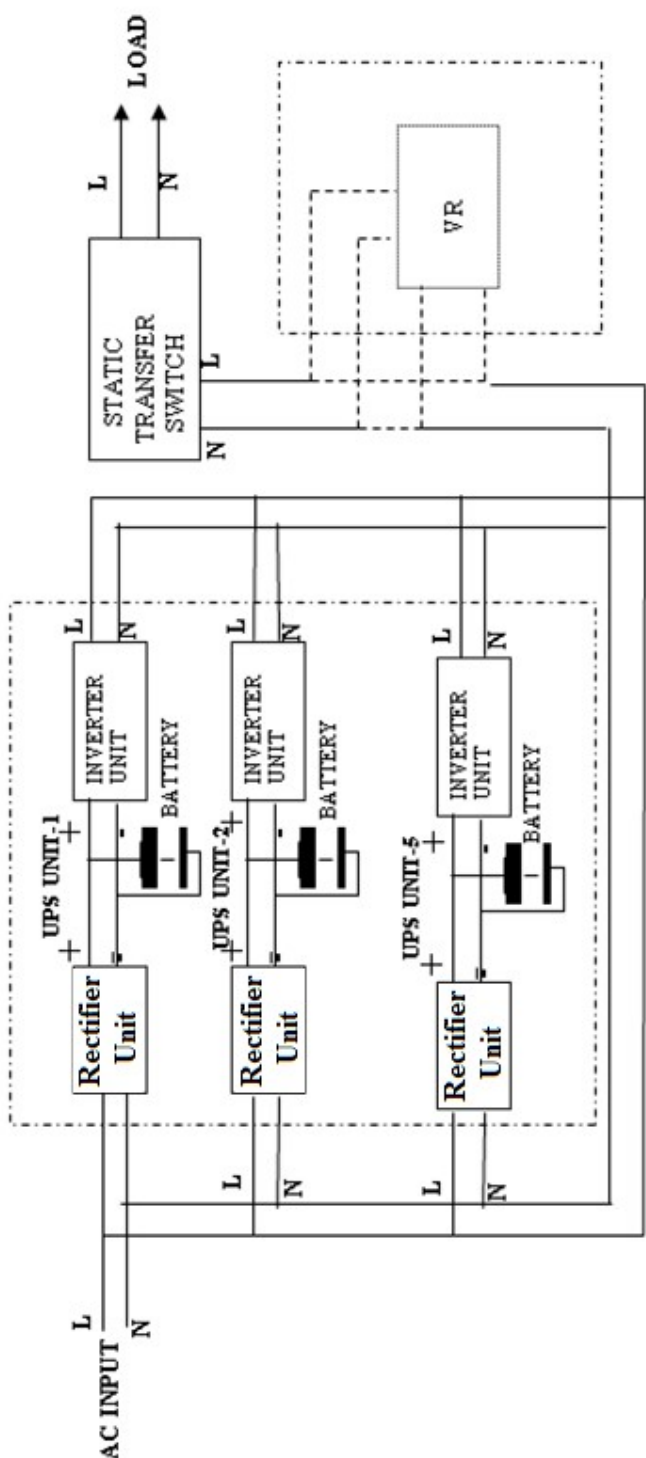 AC INPUT
L
N
L
N
L
N
UPS UNIT-1
Rectifier
Unit
+
-
+
-
BATTERY
INVERTER
UNIT
L
N
UPS UNIT-2
Rectifier
Unit
+
-
+
-
BATTERY
INVERTER
UNIT
L
N
UPS UNIT-5
Rectifier
Unit
+
-
+
-
BATTERY
INVERTER
UNIT
L
N
STATIC
TRANSFER
SWITCH
L
N
L
N
LOAD
VR